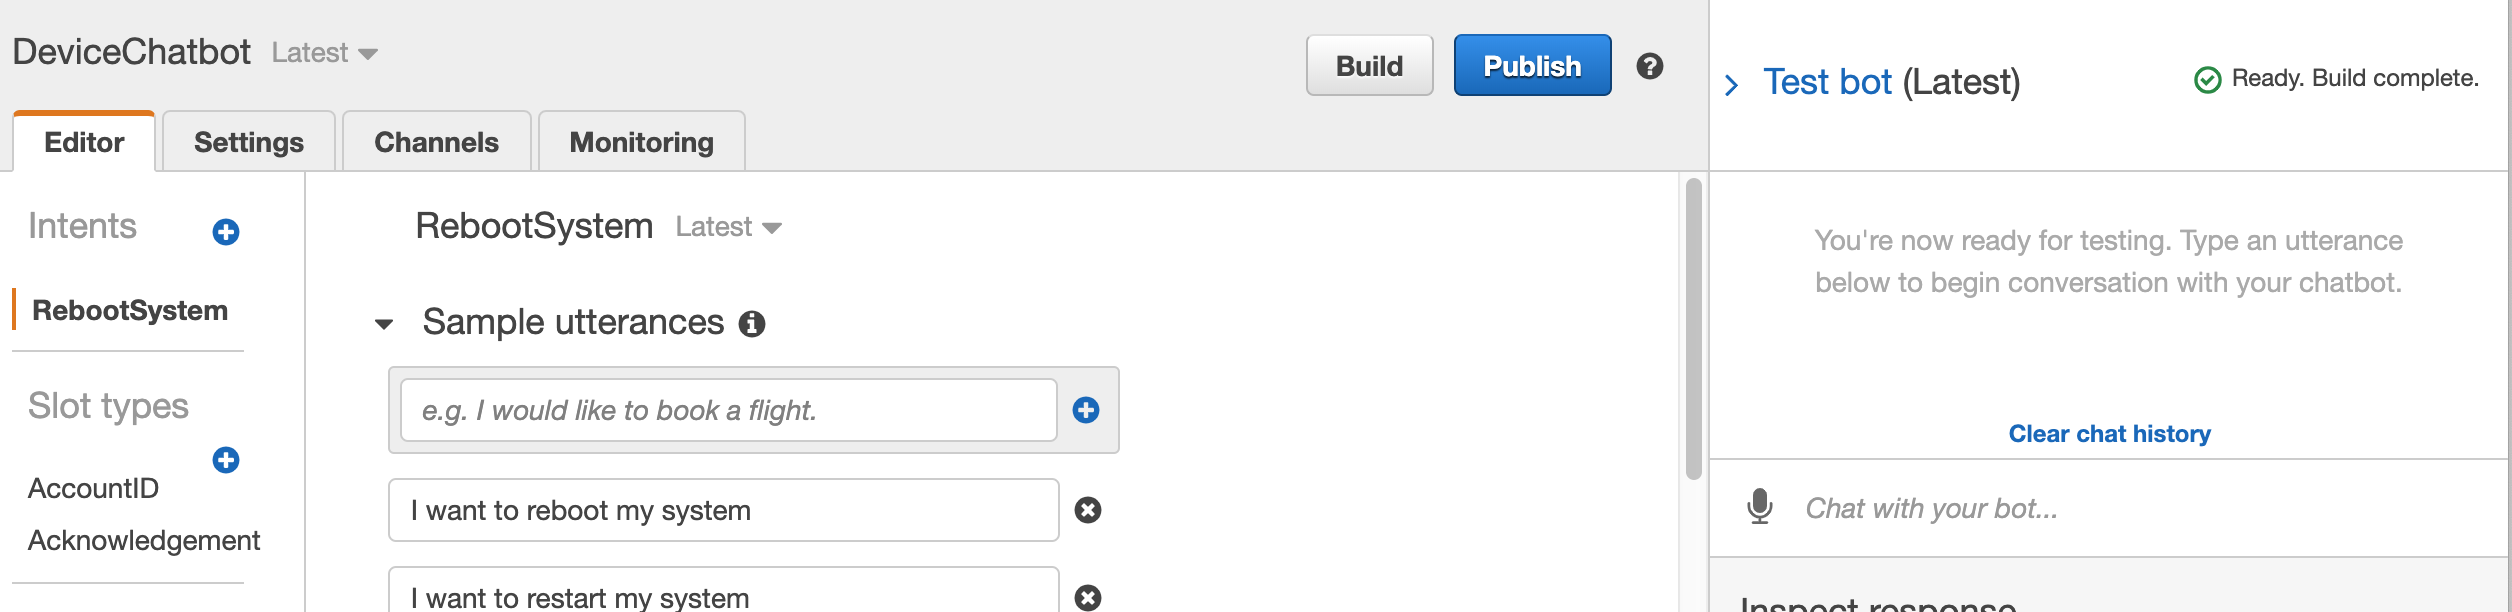 DeviceChatbot Latest
Build Publish
Editor Settings Channels Monitoring
Intents
RebootSystem
Slot types
AccountID
Acknowledgement
RebootSystem Latest
Sample utterances
e.g. I would like to book a flight.
I want to reboot my system
I want to restart my system
Test bot (Latest)
Ready. Build complete.
You're now ready for testing. Type an utterance
below to begin conversation with your chatbot.
Clear chat history
Chat with your bot...
Inspect response